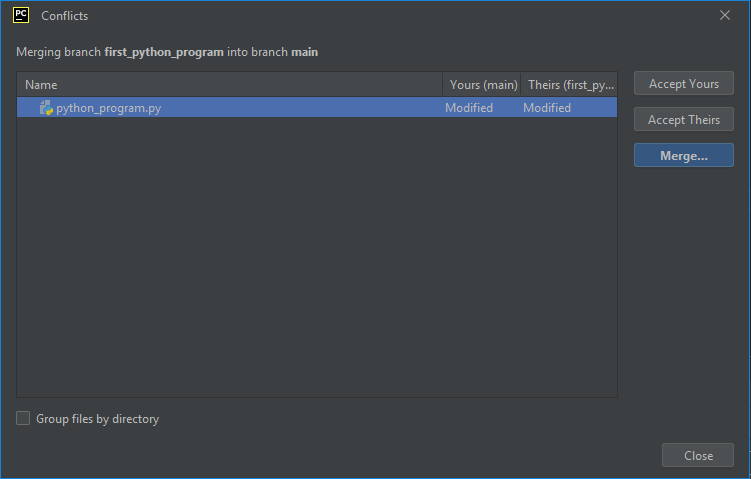 PC Conflicts
Merging branch first_python_program into branch main
Name Yours (main) Theirs (first_py...
python_program.py Modified Modified
Accept Yours
Accept Theirs
Merge...
Group files by directory
Close